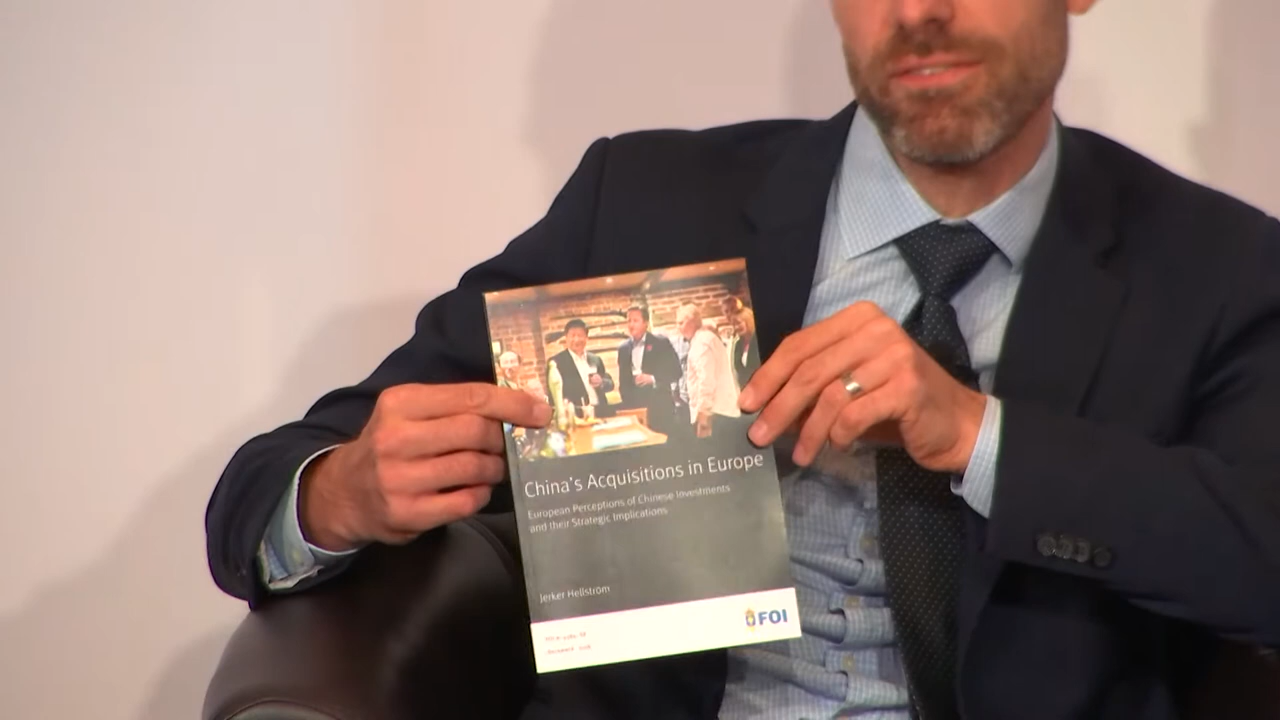 China's Acquisitions in Europe
European Perceptions of Chinese Investments
and their Strategic Implications
Jerker Hellström
FOI